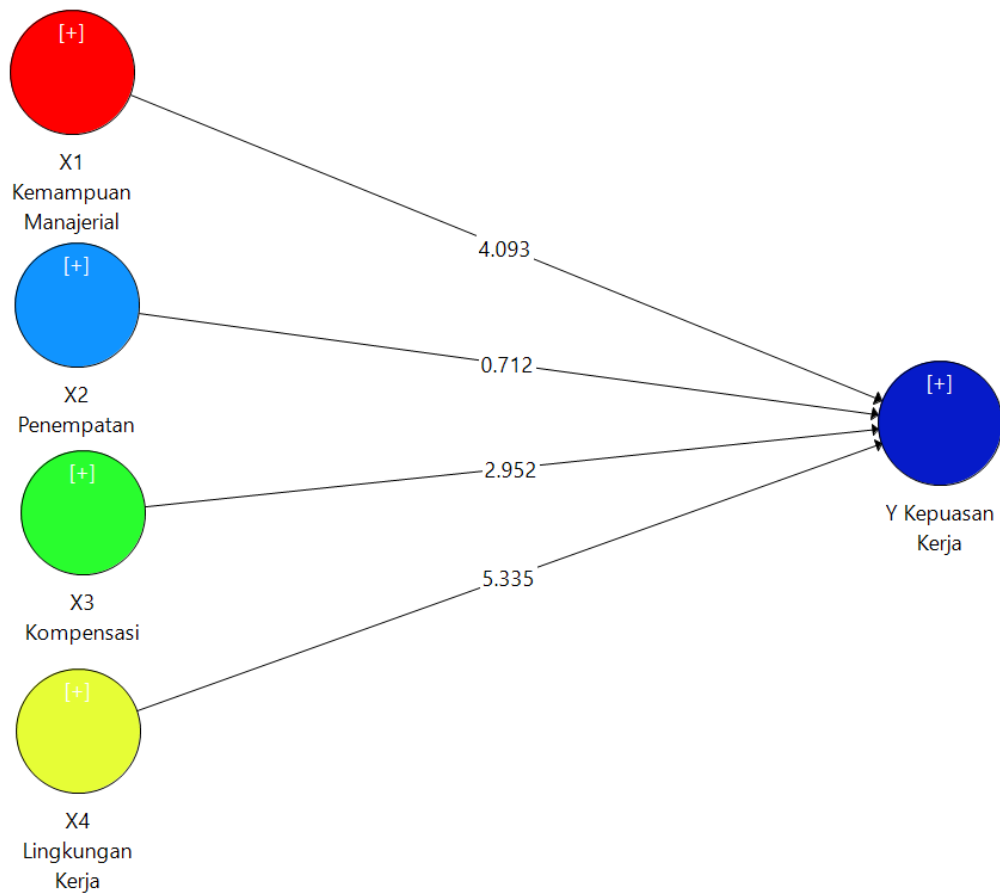 [+]
X1
Kemampuan
Manajerial
4.093
[+]
X2
Penempatan
0.712
[+]
X3
Kompensasi
2.952
[+]
X4
Lingkungan
Kerja
5.335
[+]
Y Kepuasan
Kerja